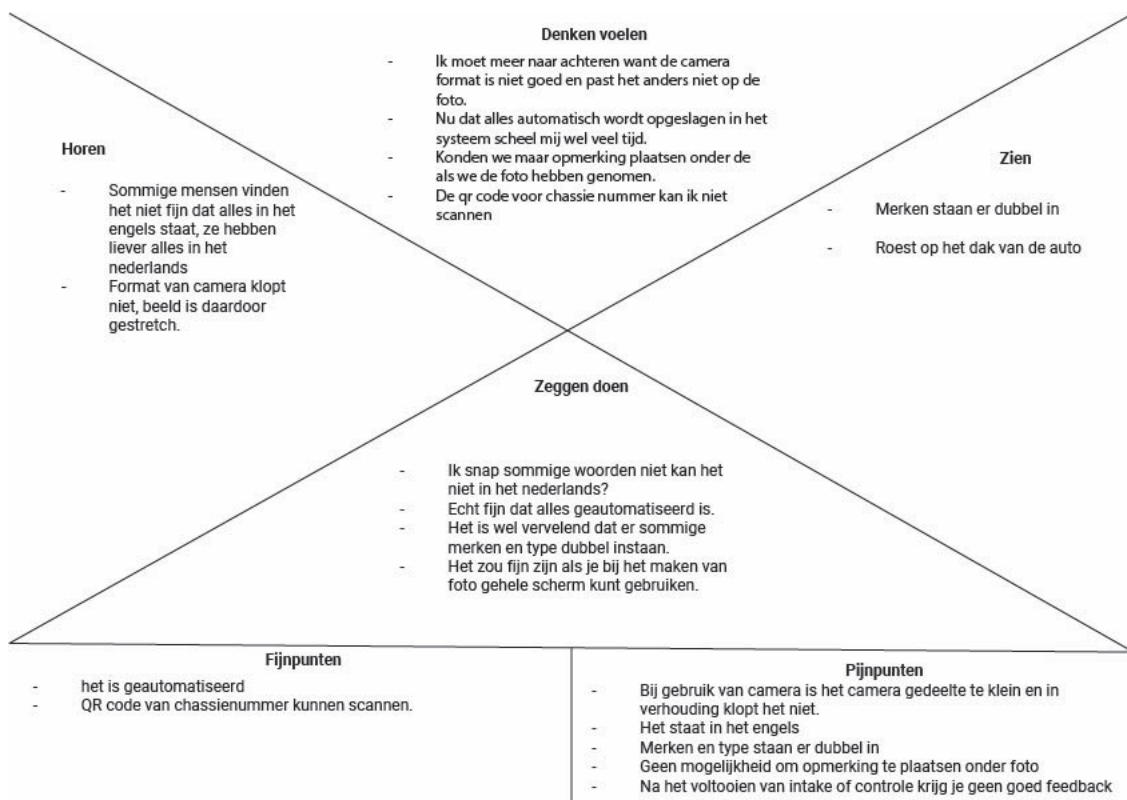 Denken voelen
- Ik moet meer naar achteren want de camera
format is niet goed en past het anders niet op de
foto.
- Nu dat alles automatisch wordt opgeslagen in het
systeem scheel mij wel veel tijd.
- Konden we maar opmerking plaatsen onder de
als we de foto hebben genomen.
- De qr code voor chassie nummer kan ik niet
scannen
Horen
- Sommige mensen vinden
het niet fijn dat alles in het
engels staat, ze hebben
liever alles in het
nederlands
- Format van camera klopt
niet, beeld is daardoor
gestretch.
Zien
- Merken staan er dubbel in
- Roest op het dak van de auto
Zeggen doen
- Ik snap sommige woorden niet kan het
niet in het nederlands?
- Echt fijn dat alles geautomatiseerd is.
- Het is wel vervelend dat er sommige
merken en type dubbel instaan.
- Het zou fijn zijn als je bij het maken van
foto gehele scherm kunt gebruiken.
Fijnpunten
- het is geautomatiseerd
- QR code van chassienummer kunnen scannen.
Pijnpunten
- Bij gebruik van camera is het camera gedeelte te klein en in
verhouding klopt het niet.
- Het staat in het engels
- Merken en type staan er dubbel in
- Geen mogelijkheid om opmerking te plaatsen onder foto
- Na het voltooien van intake of controle krijg je geen goed feedback